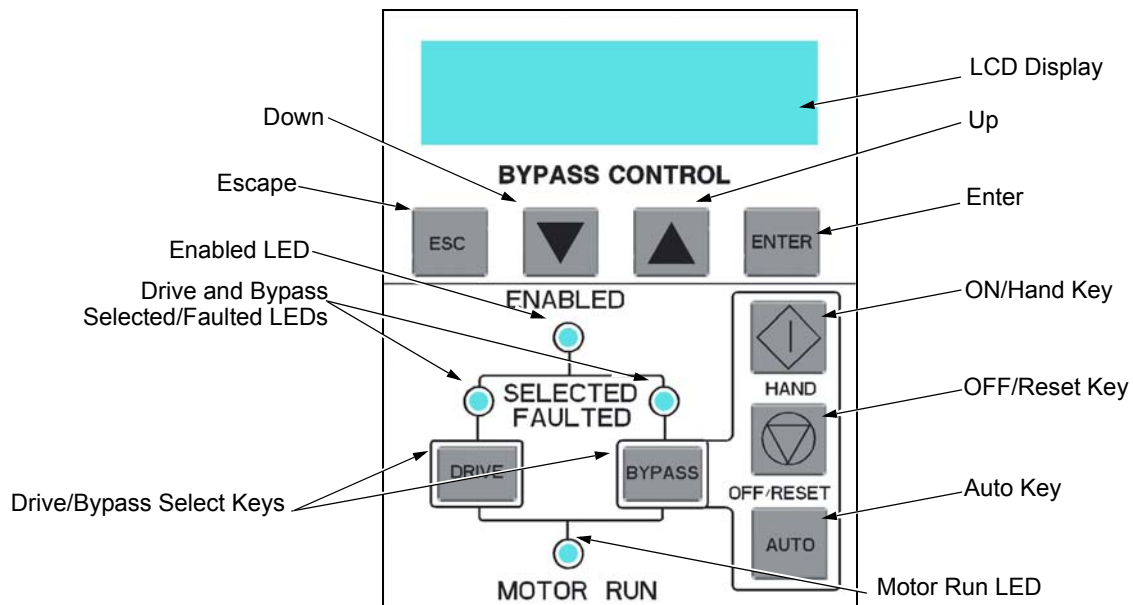 LCD Display
Down
Up
BYPASS CONTROL
Escape
Enter
ESC
ENTER
Enabled LED
ENABLED
Drive and Bypass
Selected/Faulted LEDs
ON/Hand Key
SELECTED
FAULTED
HAND
OFF/Reset Key
DRIVE
BYPASS
OFF/RESET
Drive/Bypass Select Keys
Auto Key
AUTO
MOTOR RUN
Motor Run LED